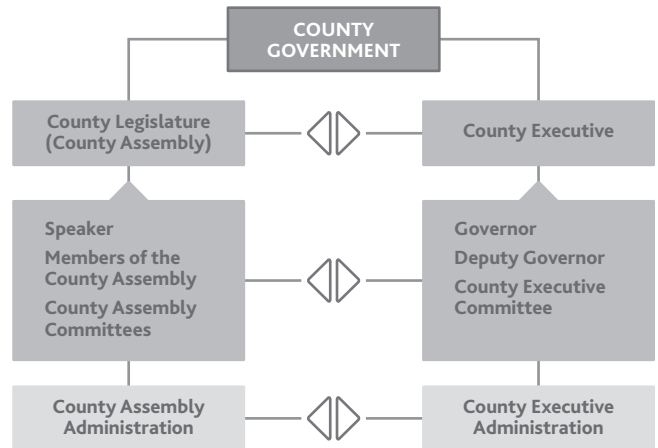 COUNTY
GOVERNMENT
County Legislature
(County Assembly)
County Executive
Speaker
Members of the
County Assembly
County Assembly
Committees
Governor
Deputy Governor
County Executive
Committee
County Assembly
Administration
County Executive
Administration